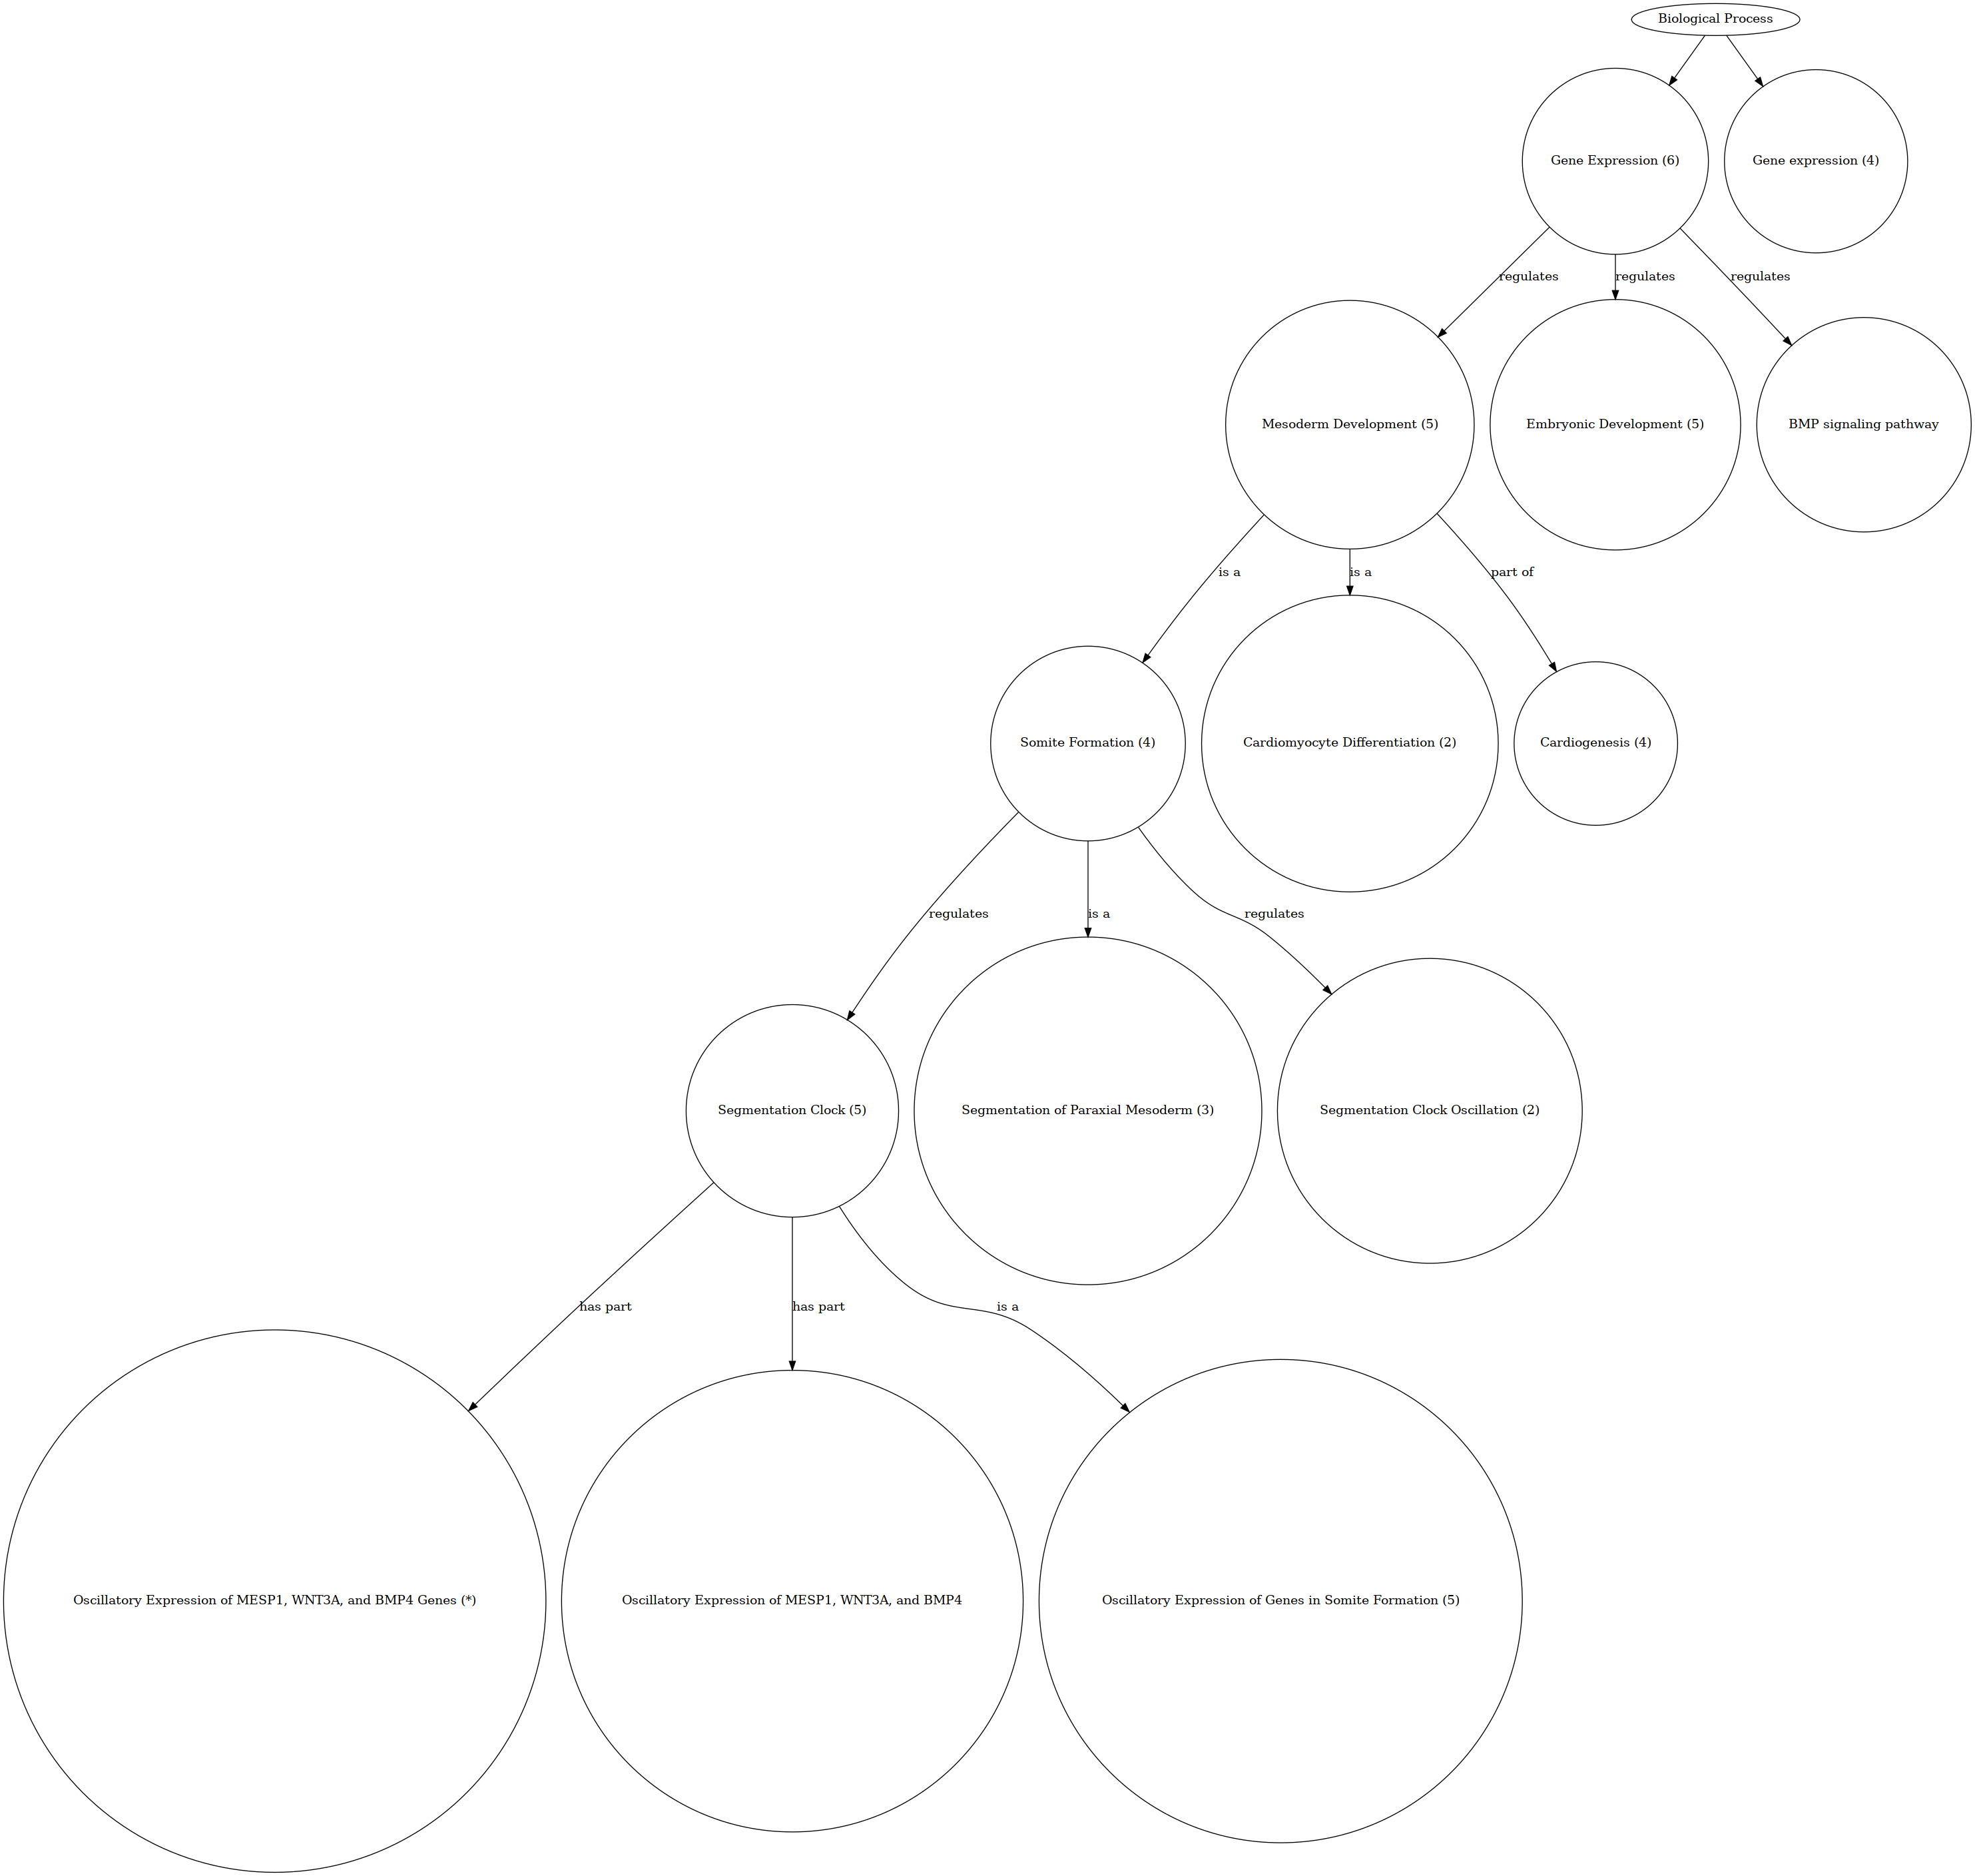 Biological Process
Gene Expression (6)
Gene expression (4)
regulates
regulates
regulates
Mesoderm Development (5)
Embryonic Development (5)
BMP signaling pathway
is a
is a
part of
Somite Formation (4)
Cardiomyocyte Differentiation (2)
Cardiogenesis (4)
regulates
is a
regulates
Segmentation Clock (5)
Segmentation of Paraxial Mesoderm (3)
Segmentation Clock Oscillation (2)
has part
has part
is a
Oscillatory Expression of MESP1, WNT3A, and BMP4 Genes (*)
Oscillatory Expression of MESP1, WNT3A, and BMP4
Oscillatory Expression of Genes in Somite Formation (5)